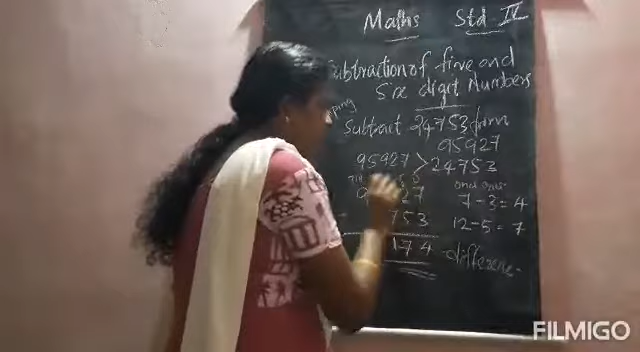 Maths Std IV
Subtraction of five and
Six digit Numbers
Subtract 24753 from
95927
95927 > 24753
7-3=4
753
12-5=7
174 difference
FILMIGO